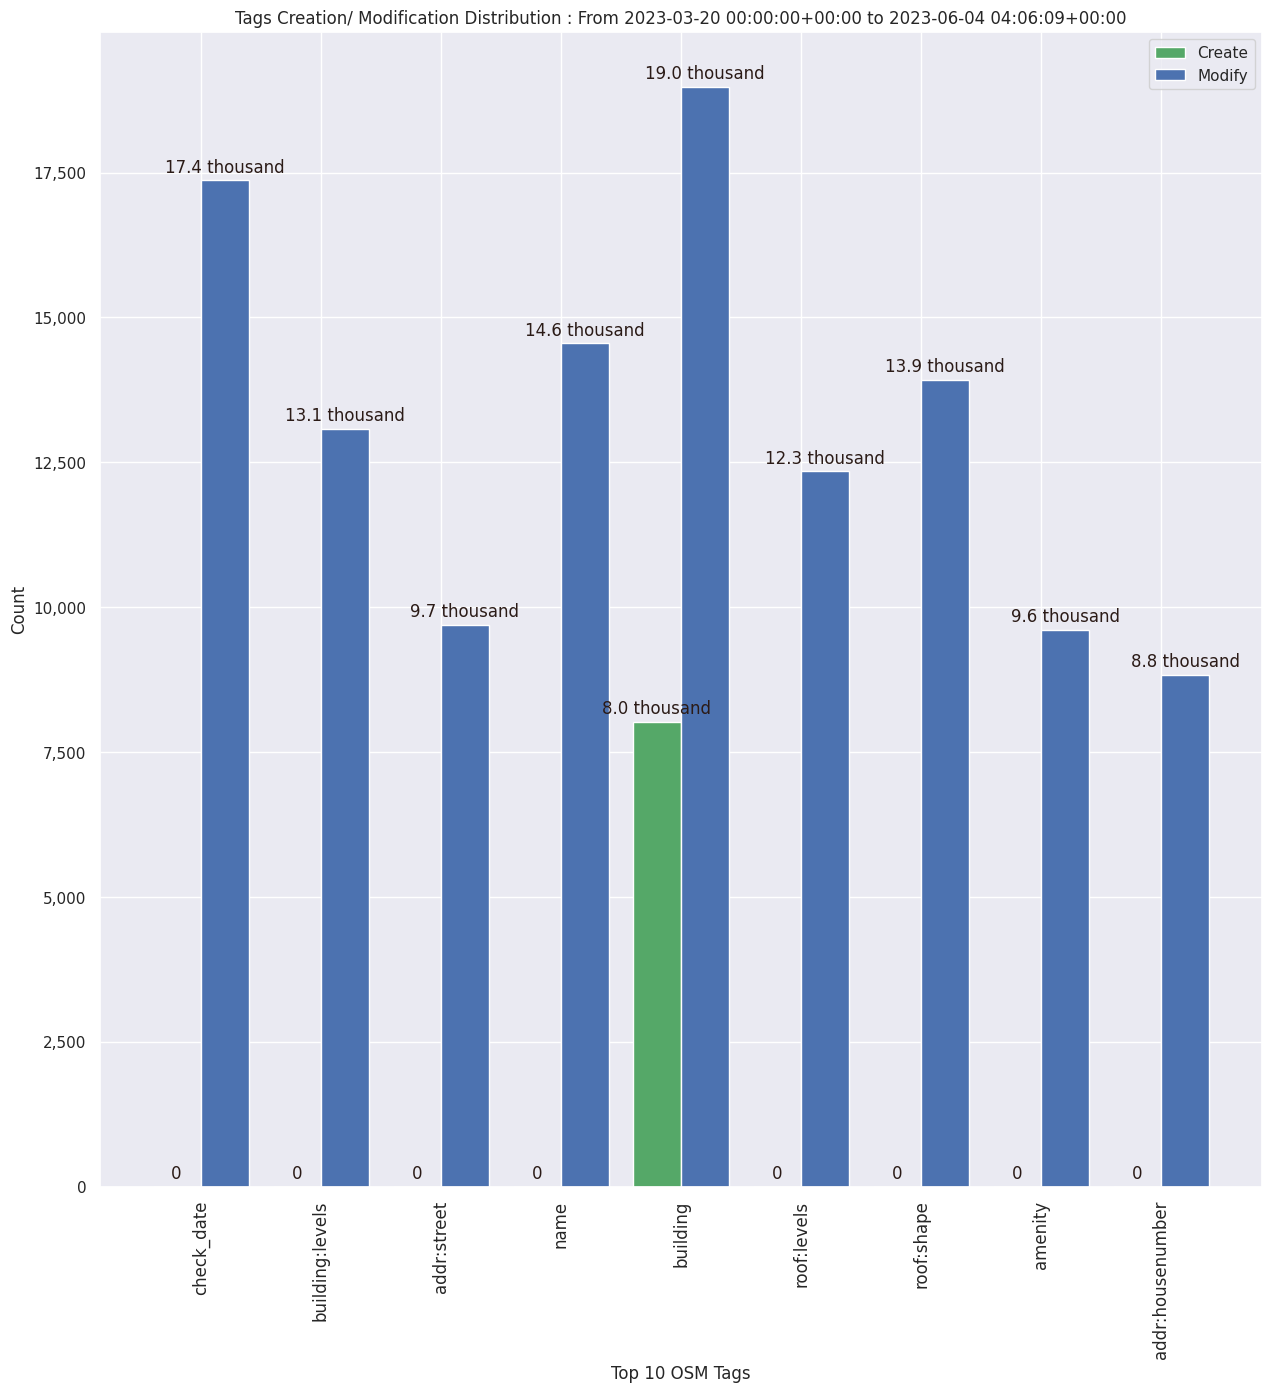 Tags Creation/ Modification Distribution : From 2023-03-20 00:00:00+00:00 to 2023-06-04 04:06:09+00:00
Create
Modify
19.0 thousand
17.4 thousand
14.6 thousand
13.9 thousand
13.1 thousand
12.3 thousand
9.7 thousand
9.6 thousand
8.8 thousand
8.0 thousand
0 0 0 0 0 0 0 0
17,500
15,000
12,500
10,000
7,500
5,000
2,500
0
Count
check_date
building:levels
addr:street
name
building
roof:levels
roof:shape
amenity
addr:housenumber
Top 10 OSM Tags